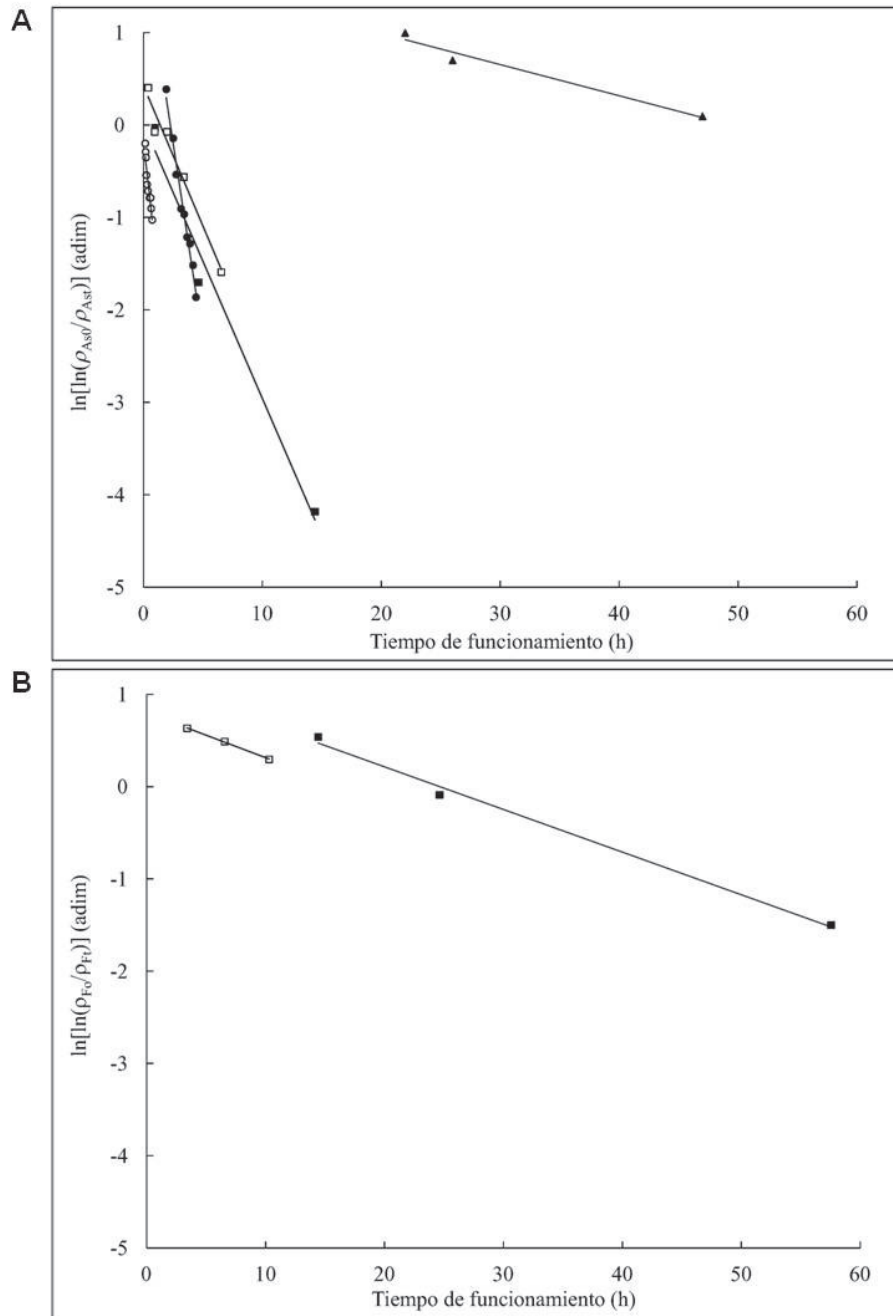 A
ln[ln(ρAs0/ρAst)] (adim)
1
0
-1
-2
-3
-4
-5
0 10 20 30 40 50 60
Tiempo de funcionamiento (h)
B
ln[ln(ρFo/ρFt)] (adim)
1
0
-1
-2
-3
-4
-5
0 10 20 30 40 50 60
Tiempo de funcionamiento (h)